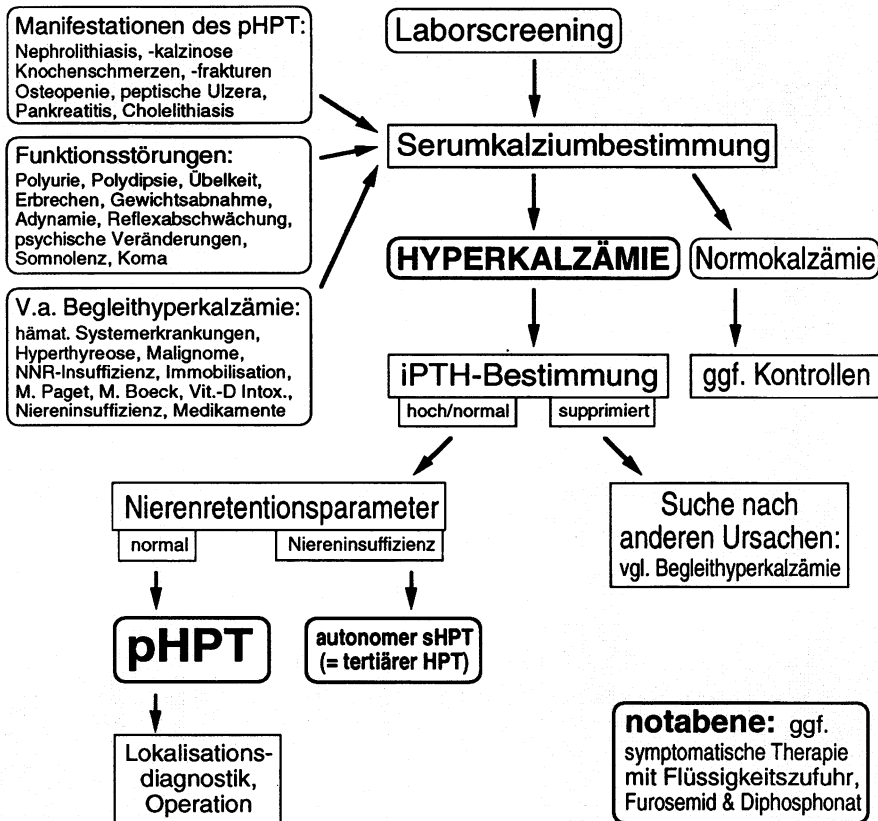 Manifestationen des pHPT:
Nephrolithiasis, -kalzinose
Knochenschmerzen, -frakturen
Osteopenie, peptische Ulzera,
Pankreatitis, Cholelithiasis
Laborscreening
Serumkalziumbestimmung
Funktionsstörungen:
Polyurie, Polydipsie, Übelkeit,
Erbrechen, Gewichtsabnahme,
Adynamie, Reflexabschwächung,
psychische Veränderungen,
Somnolenz, Koma
HYPERKALZÄMIE
Normokalzämie
V.a. Begleithyperkalzämie:
hämat. Systemerkrankungen,
Hyperthyreose, Malignome,
NNR-Insuffizienz, Immobilisation,
M. Paget, M. Boeck, Vit.-D Intox.,
Niereninsuffizienz, Medikamente
iPTH-Bestimmung
hoch/normal
supprimiert
ggf. Kontrollen
Nierenretentionsparameter
normal
Niereninsuffizienz
Suche nach
anderen Ursachen:
vgl. Begleithyperkalzämie
pHPT
autonomer sHPT
(= tertiärer HPT)
Lokalisations-
diagnostik,
Operation
notabene: ggf.
symptomatische Therapie
mit Flüssigkeitszufuhr,
Furosemid & Diphosphonat